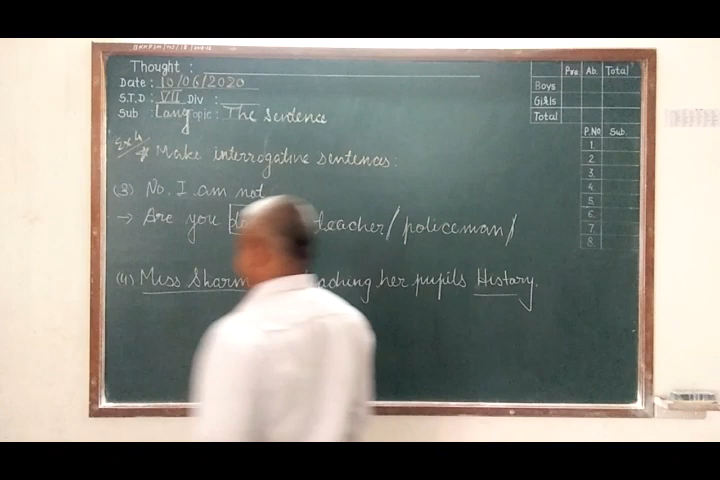 Thought :
Date : 10/06/2020
S.T.D : VII Div :
Sub : Lang Topic : The Sentence
Ex 4
* Make interrogative sentences :
(3) No. I am not
→ Are you teacher / policeman /
(4) Miss Sharm her pupils History.
Pre. Ab. Total
Boys
Girls
Total
P.No Sub.
1.
2.
3.
4.
5.
6.
7.
8.